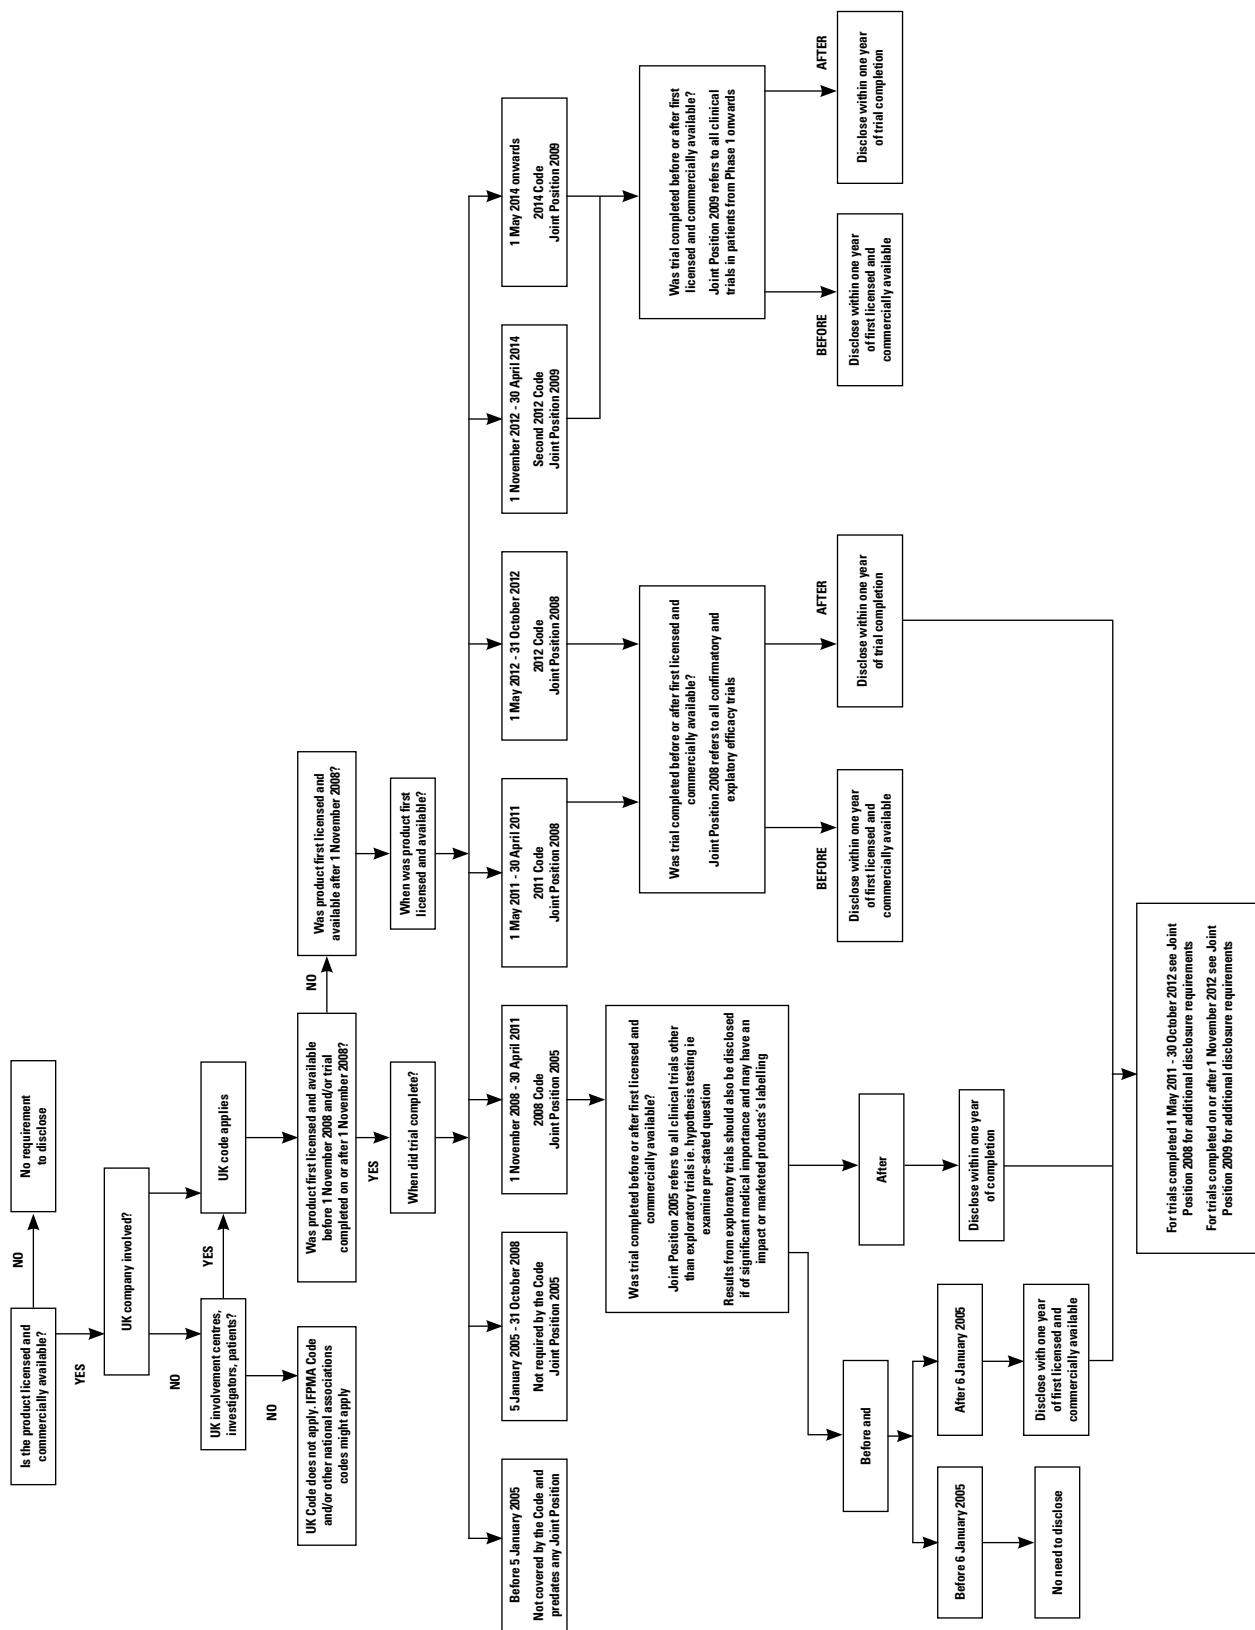 Is the product licensed and
commercially available?
NO
No requirement
to disclose
YES
UK company involved?
NO
UK involvement centres,
investigators, patients?
YES
UK code applies
NO
UK Code does not apply. IFPMA Code
and/or other national associations
codes might apply
Was product first licensed and available
before 1 November 2008 and/or trial
completed on or after 1 November 2008?
NO
Was product first licensed and
available after 1 November 2008?
YES
When did trial complete?
When was product first
licensed and available?
Before 5 January 2005
Not covered by the Code and
predates any Joint Position
5 January 2005 - 31 October 2008
Not required by the Code
Joint Position 2005
1 November 2008 - 30 April 2011
2008 Code
Joint Position 2005
1 May 2011 - 30 April 2011
2011 Code
Joint Position 2008
1 May 2012 - 31 October 2012
2012 Code
Joint Position 2008
1 November 2012 - 30 April 2014
Second 2012 Code
Joint Position 2009
1 May 2014 onwards
2014 Code
Joint Position 2009
Was trial completed before or after first licensed and
commercially available?
Joint Position 2005 refers to all clinical trials other
than exploratory trials ie. hypothesis testing ie
examine pre-stated question
Results from exploratory trials should also be disclosed
if of significant medical importance and may have an
impact or marketed products's labelling
Was trial completed before or after first licensed and
commercially available?
Joint Position 2008 refers to all confirmatory and
explatory efficacy trials
Was trial completed before or after first
licensed and commercially available?
Joint Position 2009 refers to all clinical
trials in patients from Phase 1 onwards
Before and
After
BEFORE
AFTER
BEFORE
AFTER
Before 6 January 2005
After 6 January 2005
Disclose within one year
of completion
Disclose within one year
of first licensed and
commercially available
Disclose within one year
of trial completion
Disclose within one year
of first licensed and
commercially available
Disclose within one year
of trial completion
No need to disclose
Disclose with one year
of first licensed and
commercially available
For trials completed 1 May 2011 - 30 October 2012 see Joint
Position 2008 for additional disclosure requirements
For trials completed on or after 1 November 2012 see Joint
Position 2009 for additional disclosure requirements